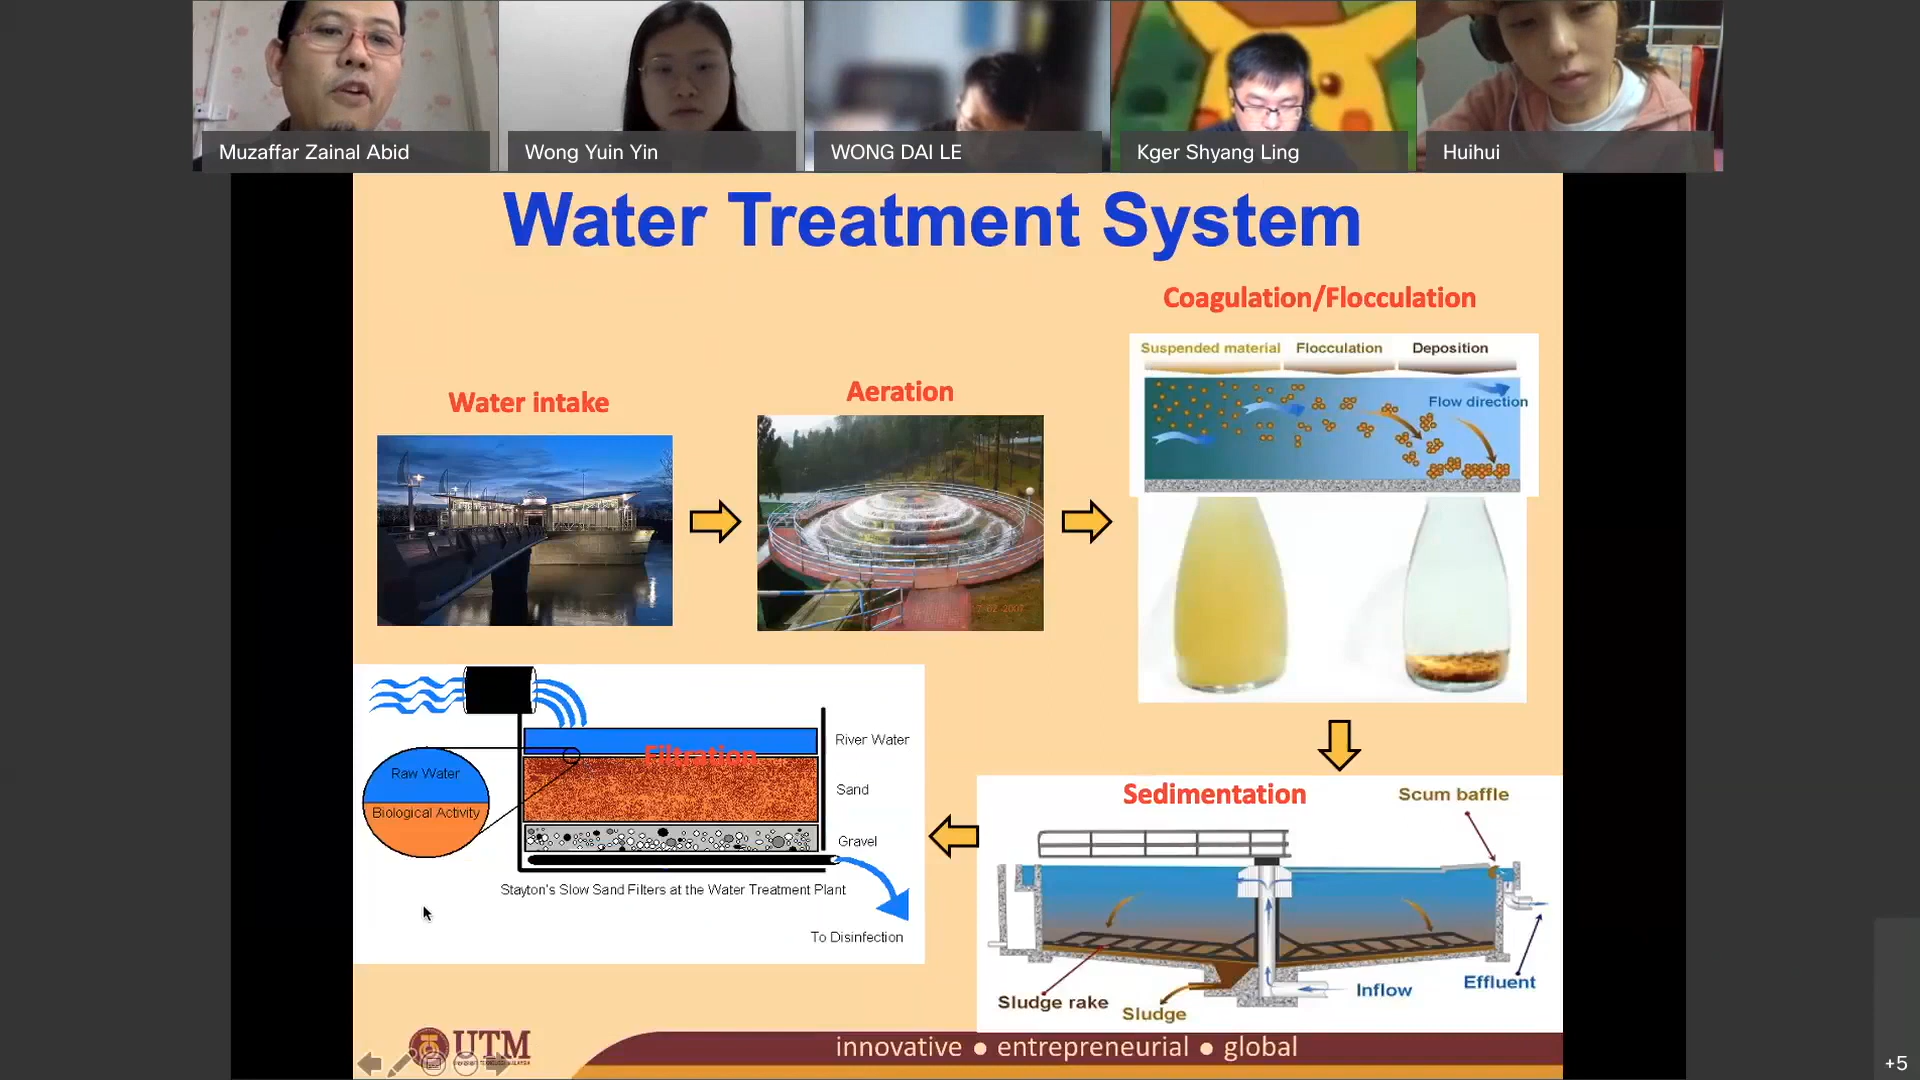 Muzaffar Zainal Abid
Wong Yuin Yin
WONG DAI LE
Kger Shyang Ling
Huihui
Water Treatment System
Coagulation/Flocculation
Suspended material
Flocculation
Deposition
Flow direction
Water intake
Aeration
Filtration
River Water
Raw Water
Sand
Biological Activity
Gravel
Stayton's Slow Sand Filters at the Water Treatment Plant
To Disinfection
Sedimentation
Scum baffle
Effluent
Inflow
Sludge rake
Sludge
UTM
innovative ● entrepreneurial ● global
+5